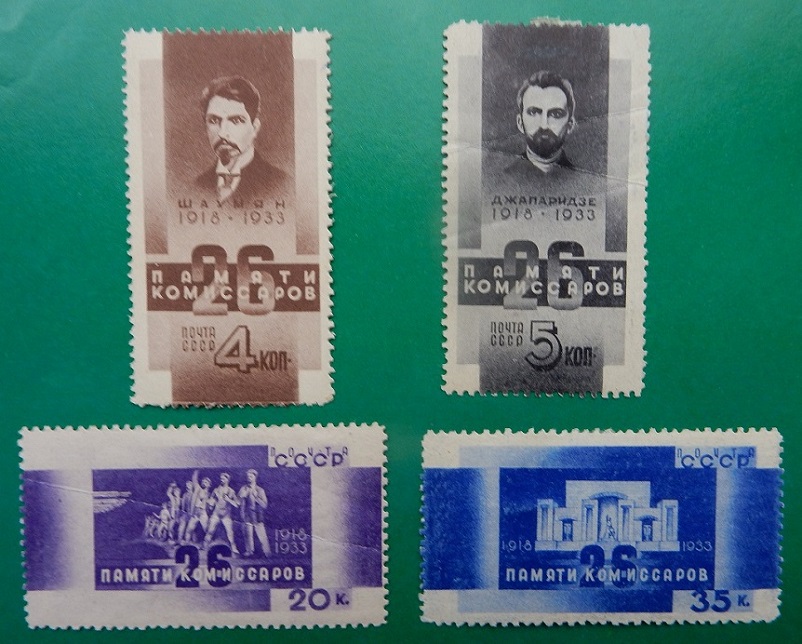 ШАУМЯН
1918 · 1933
26
ПАМЯТИ
КОМИССАРОВ
ПОЧТА
СССР 4 КОП·
ДЖАПАРИДЗЕ
1918 · 1933
26
ПАМЯТИ
КОМИССАРОВ
ПОЧТА
СССР 5 КОП·
ПОЧТА
СССР
1918
1933
26
ПАМЯТИ КОМИССАРОВ
20 К.
ПОЧТА
СССР
1918 1933
26
ПАМЯТИ КОМИССАРОВ
35 К.